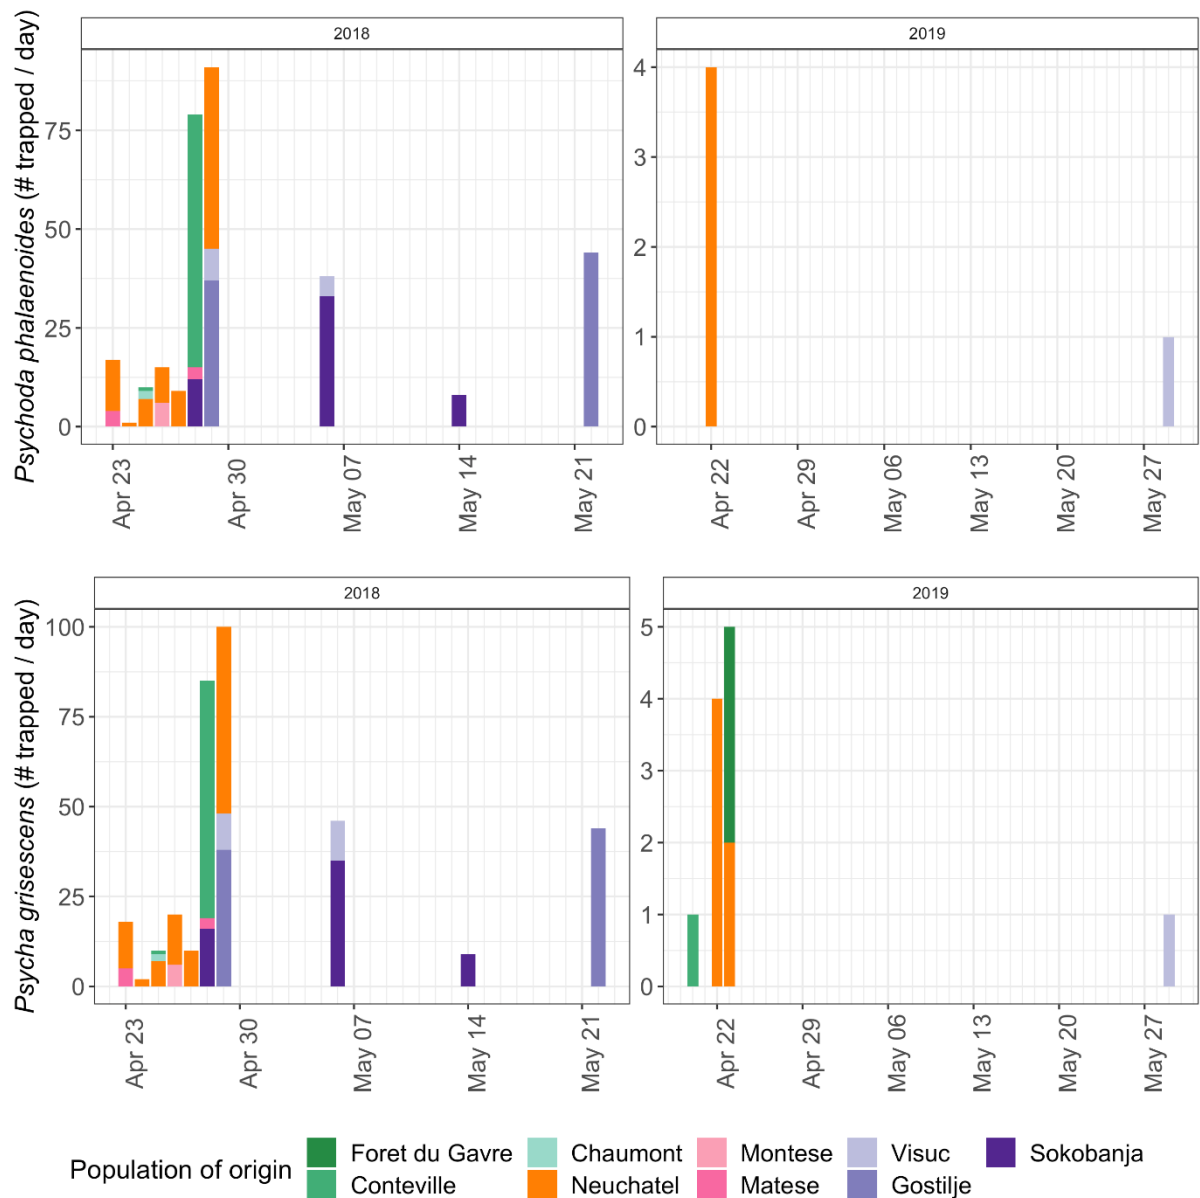 2018
2019
Psychoda phalaenoides (# trapped / day)
75
50
25
0
4
3
2
1
0
Apr 23
Apr 30
May 07
May 14
May 21
Apr 22
Apr 29
May 06
May 13
May 20
May 27
2018
2019
Psycha grisescens (# trapped / day)
100
75
50
25
0
5
4
3
2
1
0
Apr 23
Apr 30
May 07
May 14
May 21
Apr 22
Apr 29
May 06
May 13
May 20
May 27
Population of origin
Foret du Gavre
Chaumont
Montese
Visuc
Sokobanja
Conteville
Neuchatel
Matese
Gostilje